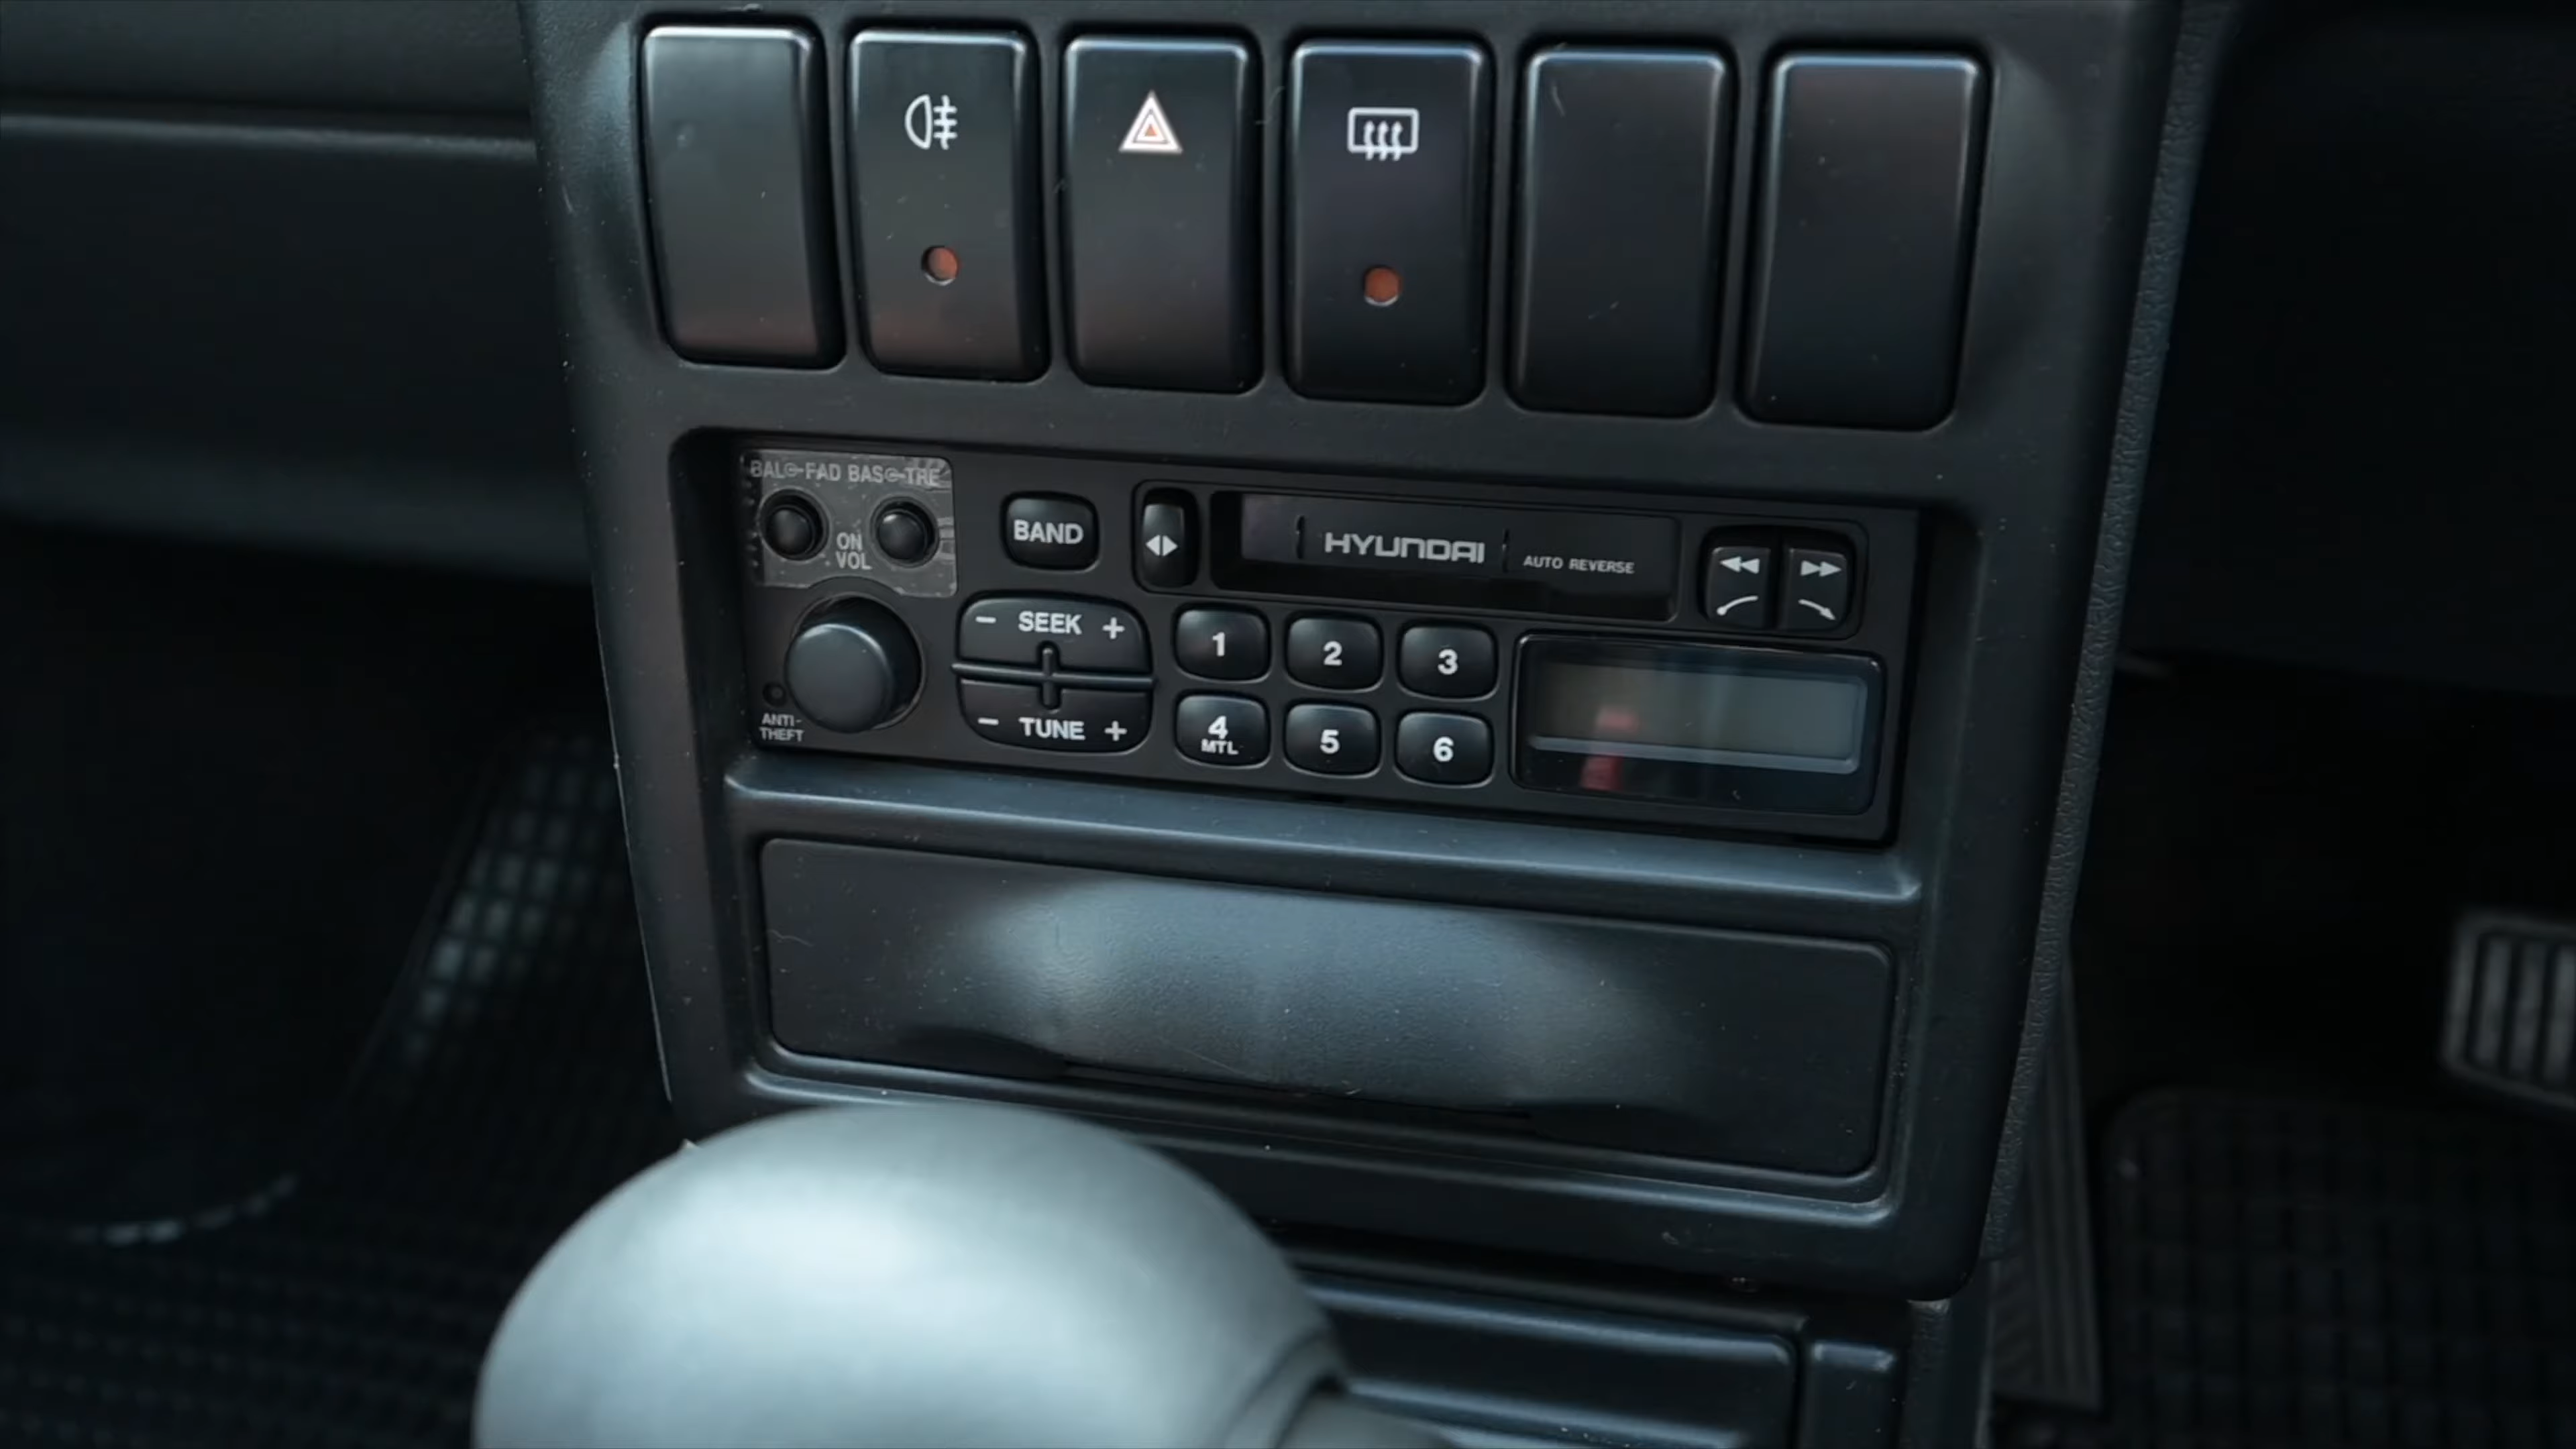 BAL FAD BAS TRE
ON
VOL
BAND
HYUNDAI
AUTO REVERSE
- SEEK +
1
2
3
- TUNE +
4
MTL
5
6
ANTI-
THEFT